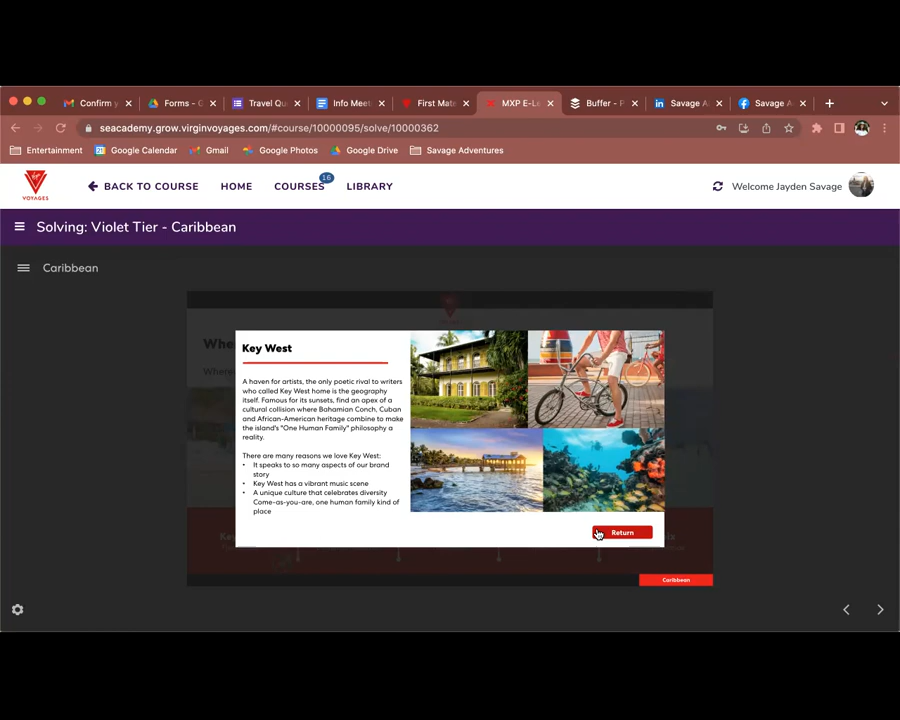 Confirm y
Forms - G
Travel Qu
Info Meet
First Mate
MXP E-Le
Buffer - P
Savage A
Savage A
seacademy.grow.virginvoyages.com/#course/10000095/solve/10000362
Entertainment
Google Calendar
Gmail
Google Photos
Google Drive
Savage Adventures
Virgin
VOYAGES
BACK TO COURSE
HOME
COURSES
16
LIBRARY
Welcome Jayden Savage
Solving: Violet Tier - Caribbean
Caribbean
Key West
A haven for artists, the only poetic rival to writers
who called Key West home is the geography
itself. Famous for its sunsets, find an apex of a
cultural collision where Bahamian Conch, Cuban
and African-American heritage combine to make
the island's "One Human Family" philosophy a
reality.
There are many reasons we love Key West:
• It speaks to so many aspects of our brand
story
• Key West has a vibrant music scene
• A unique culture that celebrates diversity
Come-as-you-are, one human family kind of
place
Return
Caribbean